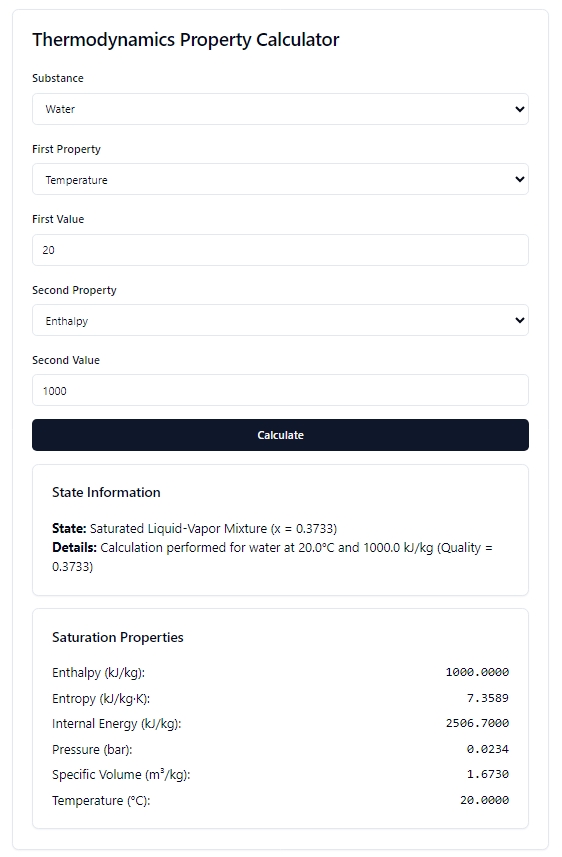 Thermodynamics Property Calculator
Substance
Water
First Property
Temperature
First Value
20
Second Property
Enthalpy
Second Value
1000
Calculate
State Information
State: Saturated Liquid-Vapor Mixture (x = 0.3733)
Details: Calculation performed for water at 20.0°C and 1000.0 kJ/kg (Quality =
0.3733)
Saturation Properties
Enthalpy (kJ/kg): 1000.0000
Entropy (kJ/kg·K): 7.3589
Internal Energy (kJ/kg): 2506.7000
Pressure (bar): 0.0234
Specific Volume (m³/kg): 1.6730
Temperature (°C): 20.0000